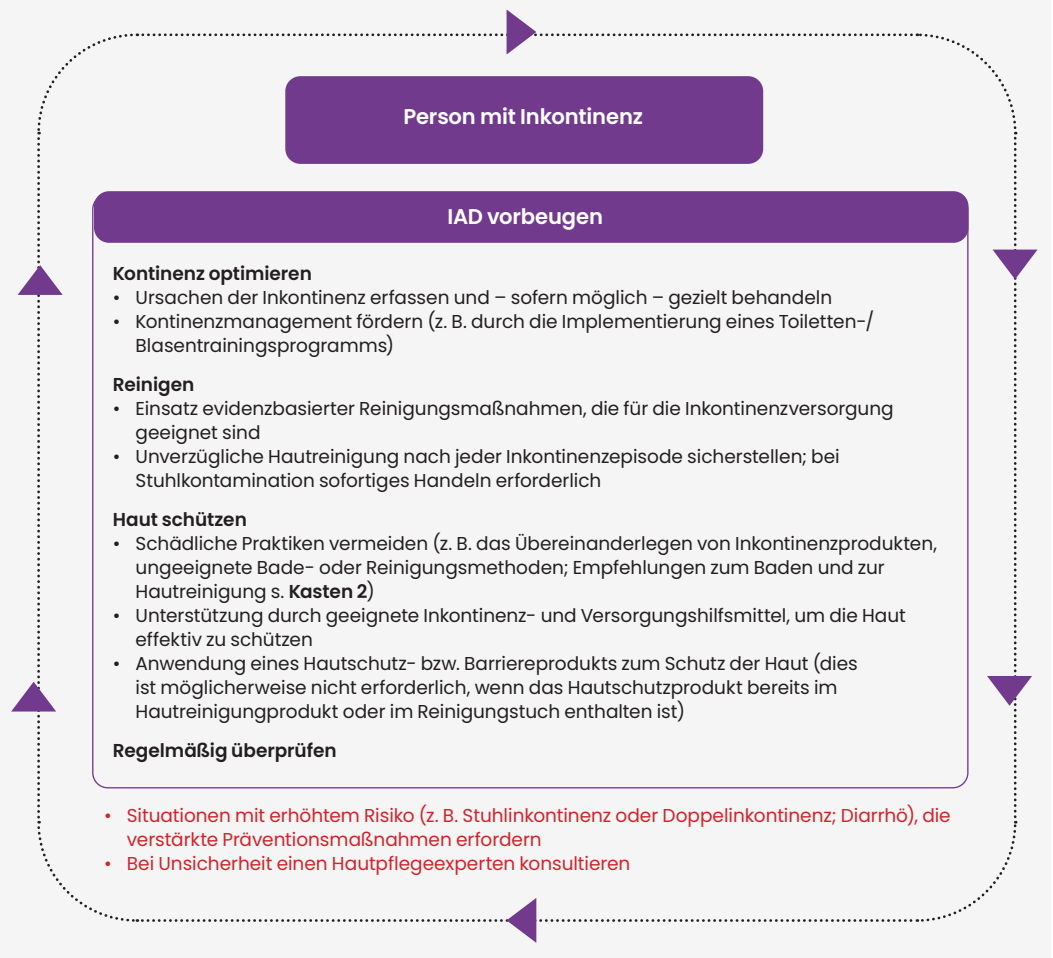 Person mit Inkontinenz
IAD vorbeugen
Kontinenz optimieren
• Ursachen der Inkontinenz erfassen und – sofern möglich – gezielt behandeln
• Kontinenzmanagement fördern (z. B. durch die Implementierung eines Toiletten-/
Blasentrainingsprogramms)
Reinigen
• Einsatz evidenzbasierter Reinigungsmaßnahmen, die für die Inkontinenzversorgung
geeignet sind
• Unverzügliche Hautreinigung nach jeder Inkontinenzepisode sicherstellen; bei
Stuhlkontamination sofortiges Handeln erforderlich
Haut schützen
• Schädliche Praktiken vermeiden (z. B. das Übereinanderlegen von Inkontinenzprodukten,
ungeeignete Bade- oder Reinigungsmethoden; Empfehlungen zum Baden und zur
Hautreinigung s. Kasten 2)
• Unterstützung durch geeignete Inkontinenz- und Versorgungshilfsmittel, um die Haut
effektiv zu schützen
• Anwendung eines Hautschutz- bzw. Barriereprodukts zum Schutz der Haut (dies
ist möglicherweise nicht erforderlich, wenn das Hautschutzprodukt bereits im
Hautreinigungprodukt oder im Reinigungstuch enthalten ist)
Regelmäßig überprüfen
• Situationen mit erhöhtem Risiko (z. B. Stuhlinkontinenz oder Doppelinkontinenz; Diarrhö), die
verstärkte Präventionsmaßnahmen erfordern
• Bei Unsicherheit einen Hautpflegeexperten konsultieren